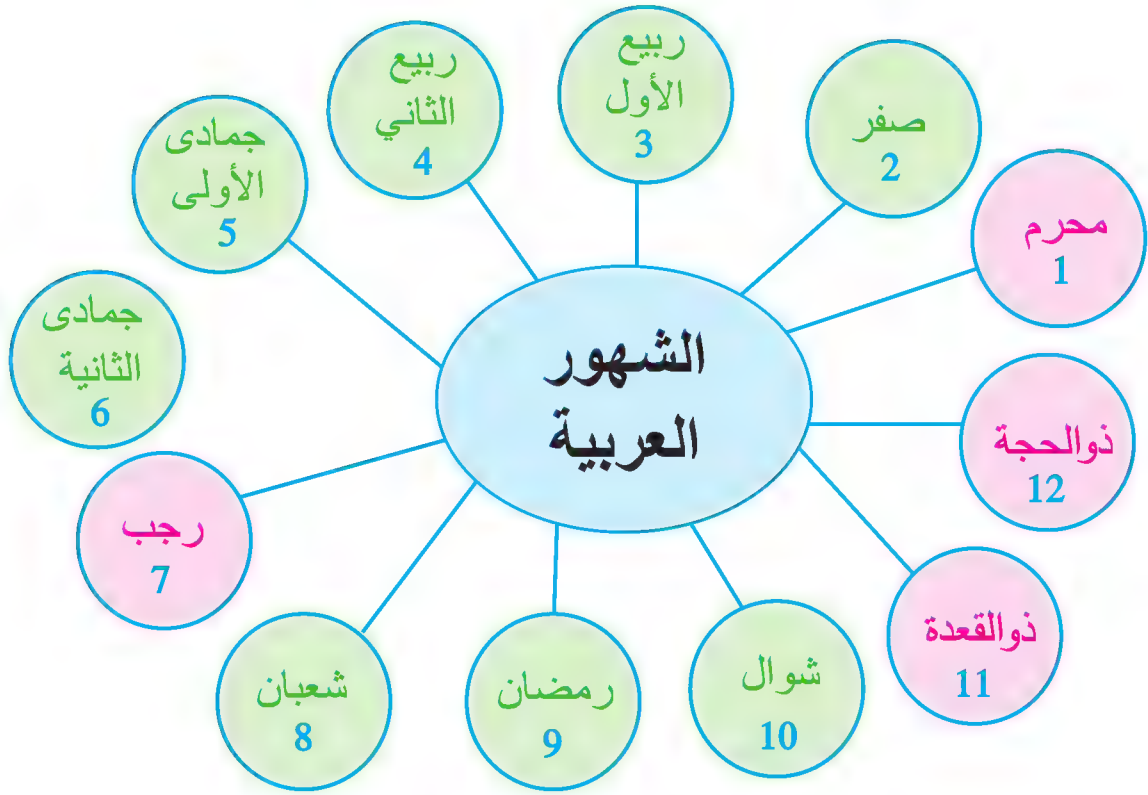 الشهور
العربية
محرم
1
صفر
2
ربيع
الأول
3
ربيع
الثاني
4
جمادى
الأولى
5
جمادى
الثانية
6
رجب
7
شعبان
8
رمضان
9
شوال
10
ذوالقعدة
11
ذوالحجة
12